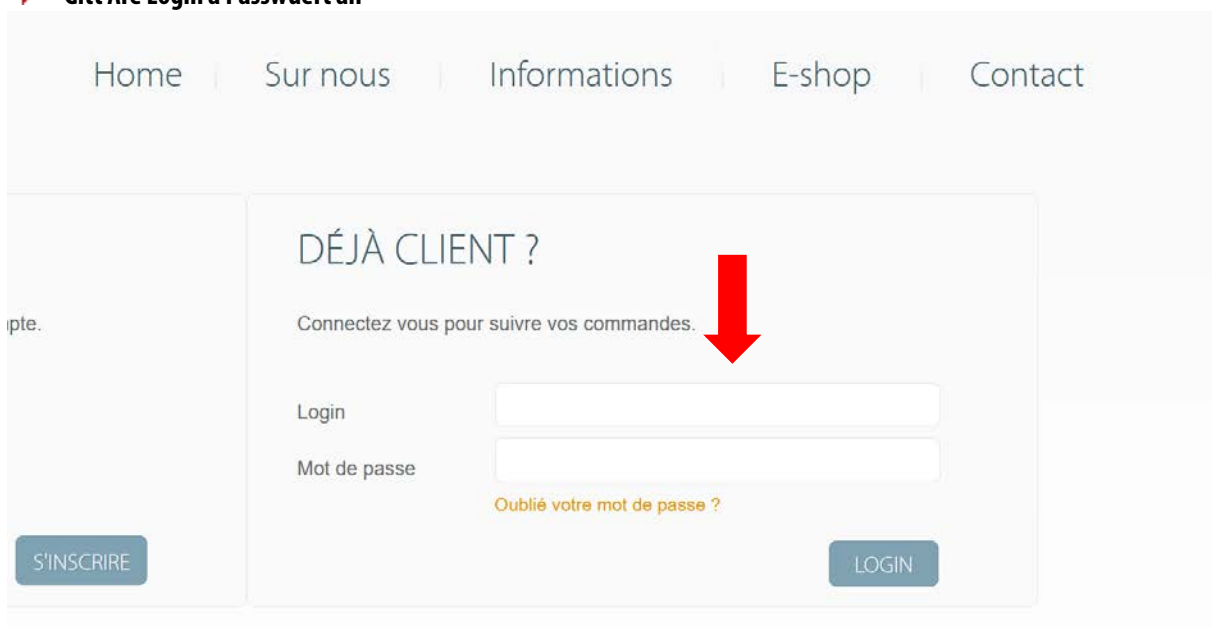 Home Sur nous Informations E-shop Contact
DÉJÀ CLIENT ?
pte.
Connectez vous pour suivre vos commandes.
Login
Mot de passe
Oublié votre mot de passe ?
S'INSCRIRE
LOGIN